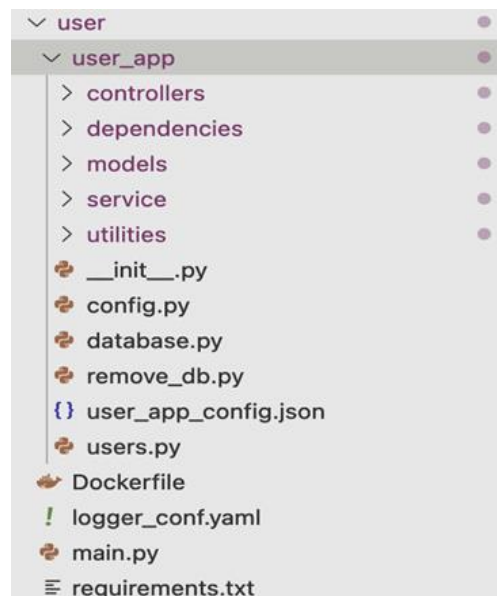 user
user_app
controllers
dependencies
models
service
utilities
__init__.py
config.py
database.py
remove_db.py
{} user_app_config.json
users.py
Dockerfile
! logger_conf.yaml
main.py
requirements.txt